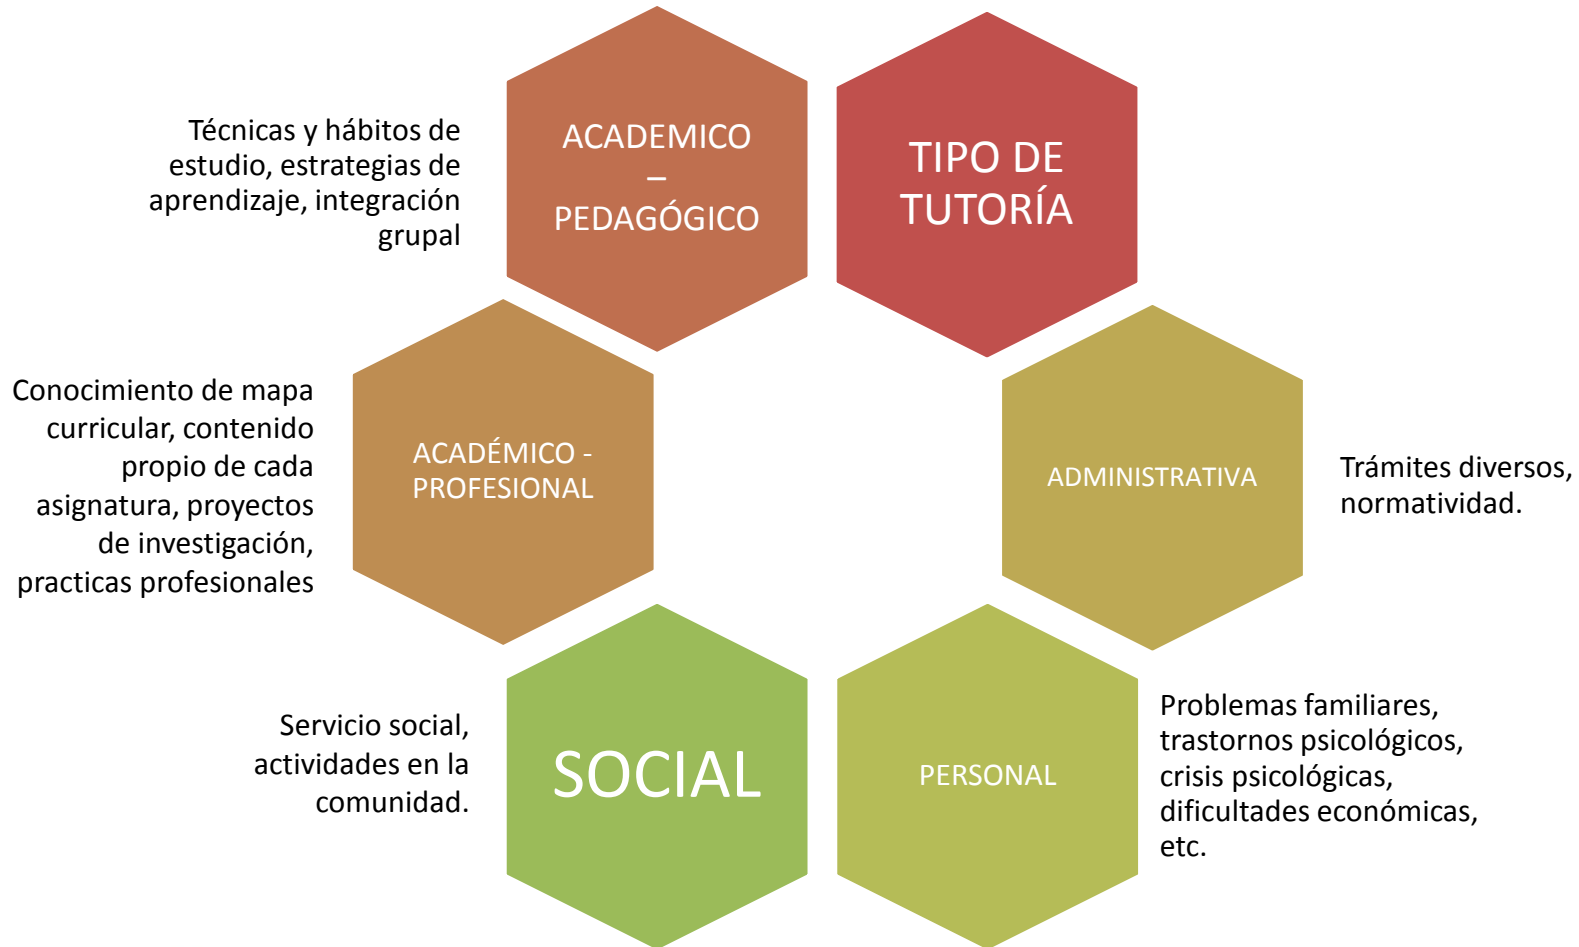 TIPO DE
TUTORÍA
ADMINISTRATIVA
Trámites diversos,
normatividad.
PERSONAL
Problemas familiares,
trastornos psicológicos,
crisis psicológicas,
dificultades económicas,
etc.
SOCIAL
Servicio social,
actividades en la
comunidad.
ACADÉMICO -
PROFESIONAL
Conocimiento de mapa
curricular, contenido
propio de cada
asignatura, proyectos
de investigación,
practicas profesionales
ACADEMICO
–
PEDAGÓGICO
Técnicas y hábitos de
estudio, estrategias de
aprendizaje, integración
grupal